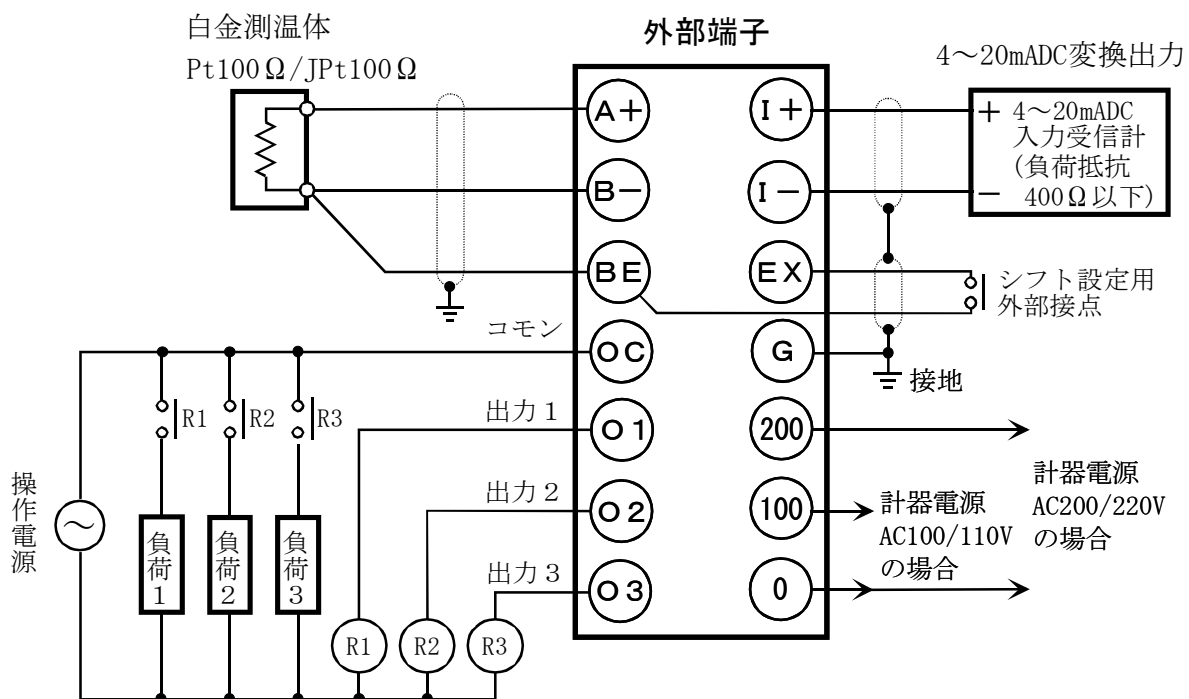 白金測温体
Pt100Ω/JPt100Ω
外部端子
4～20mADC変換出力
A+
B-
BE
OC
O1
O2
O3
I+
I-
EX
G
200
100
0
+ 4～20mADC
入力受信計
(負荷抵抗
- 400Ω以下)
シフト設定用
外部接点
接地
コモン
出力1
出力2
出力3
R1
R2
R3
操作電源
～
負荷1
負荷2
負荷3
R1
R2
R3
計器電源
AC100/110V
の場合
計器電源
AC200/220V
の場合